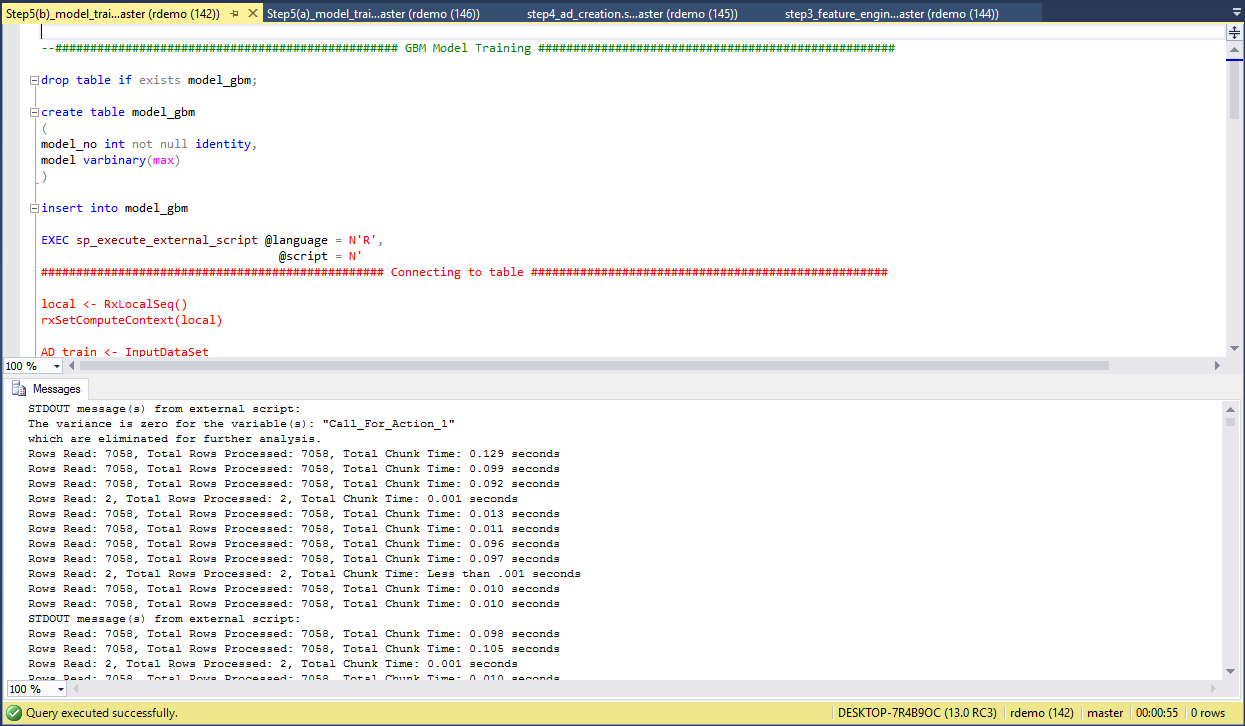 Step5(b)_model_trai...aster (rdemo (142)) Step5(a)_model_trai...aster (rdemo (146)) step4_ad_creation.s...aster (rdemo (145)) step3_feature_engin...aster (rdemo (144))
--################################################# GBM Model Training ###################################################
drop table if exists model_gbm;
create table model_gbm
(
model_no int not null identity,
model varbinary(max)
)
insert into model_gbm
EXEC sp_execute_external_script @language = N'R',
@script = N'
################################################# Connecting to table ###################################################
local <- RxLocalSeq()
rxSetComputeContext(local)
AD_train <- InputDataSet
100 %
Messages
STDOUT message(s) from external script:
The variance is zero for the variable(s): "Call_For_Action_1"
which are eliminated for further analysis.
Rows Read: 7058, Total Rows Processed: 7058, Total Chunk Time: 0.129 seconds
Rows Read: 7058, Total Rows Processed: 7058, Total Chunk Time: 0.099 seconds
Rows Read: 7058, Total Rows Processed: 7058, Total Chunk Time: 0.092 seconds
Rows Read: 2, Total Rows Processed: 2, Total Chunk Time: 0.001 seconds
Rows Read: 7058, Total Rows Processed: 7058, Total Chunk Time: 0.013 seconds
Rows Read: 7058, Total Rows Processed: 7058, Total Chunk Time: 0.011 seconds
Rows Read: 7058, Total Rows Processed: 7058, Total Chunk Time: 0.096 seconds
Rows Read: 7058, Total Rows Processed: 7058, Total Chunk Time: 0.097 seconds
Rows Read: 2, Total Rows Processed: 2, Total Chunk Time: Less than .001 seconds
Rows Read: 7058, Total Rows Processed: 7058, Total Chunk Time: 0.010 seconds
Rows Read: 7058, Total Rows Processed: 7058, Total Chunk Time: 0.010 seconds
STDOUT message(s) from external script:
Rows Read: 7058, Total Rows Processed: 7058, Total Chunk Time: 0.098 seconds
Rows Read: 7058, Total Rows Processed: 7058, Total Chunk Time: 0.105 seconds
Rows Read: 2, Total Rows Processed: 2, Total Chunk Time: 0.001 seconds
Rows Read: 7058, Total Rows Processed: 7058, Total Chunk Time: 0.010 seconds
100 %
Query executed successfully. DESKTOP-7R4B9OC (13.0 RC3) rdemo (142) master 00:00:55 0 rows